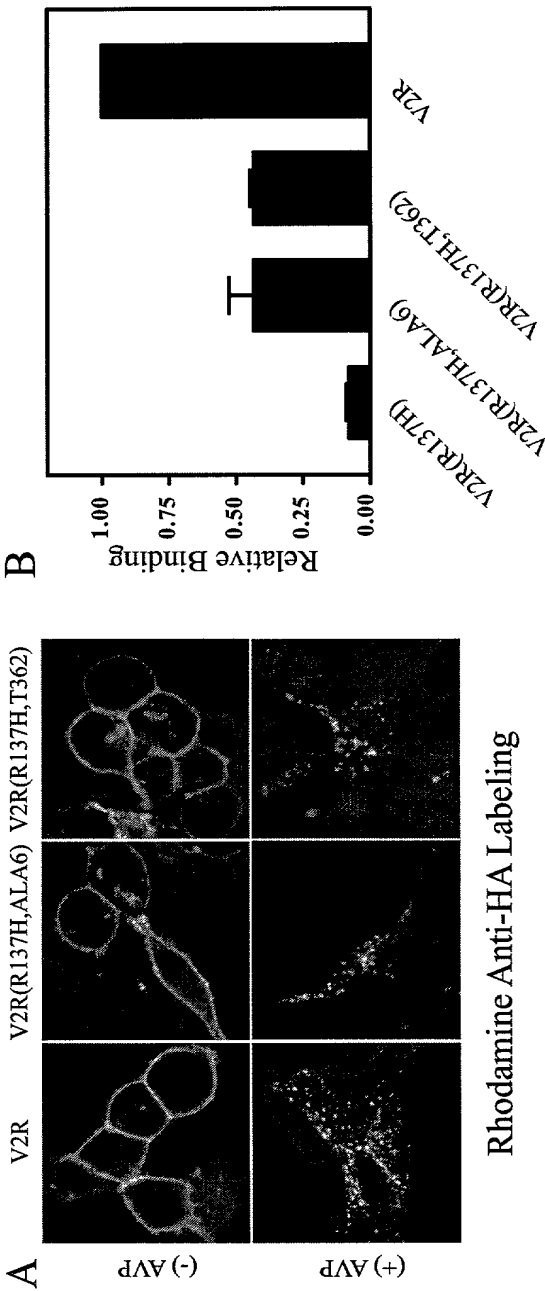 A
V2R
V2R(R137H,ALA6)
V2R(R137H,T362)
(-) AVP
(+) AVP
Rhodamine Anti-HA Labeling
B
Relative Binding
1.00
0.75
0.50
0.25
0.00
V2R(R137H)
V2R(R137H,ALA6)
V2R(R137H,T362)
V2R